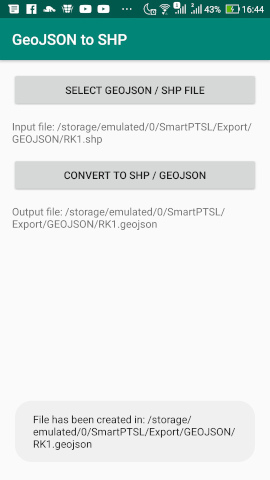 43% 16:44
GeoJSON to SHP
SELECT GEOJSON / SHP FILE
Input file: /storage/emulated/0/SmartPTSL/Export/
GEOJSON/RK1.shp
CONVERT TO SHP / GEOJSON
Output file: /storage/emulated/0/SmartPTSL/
Export/GEOJSON/RK1.geojson
File has been created in: /storage/
emulated/0/SmartPTSL/Export/GEOJSON/
RK1.geojson